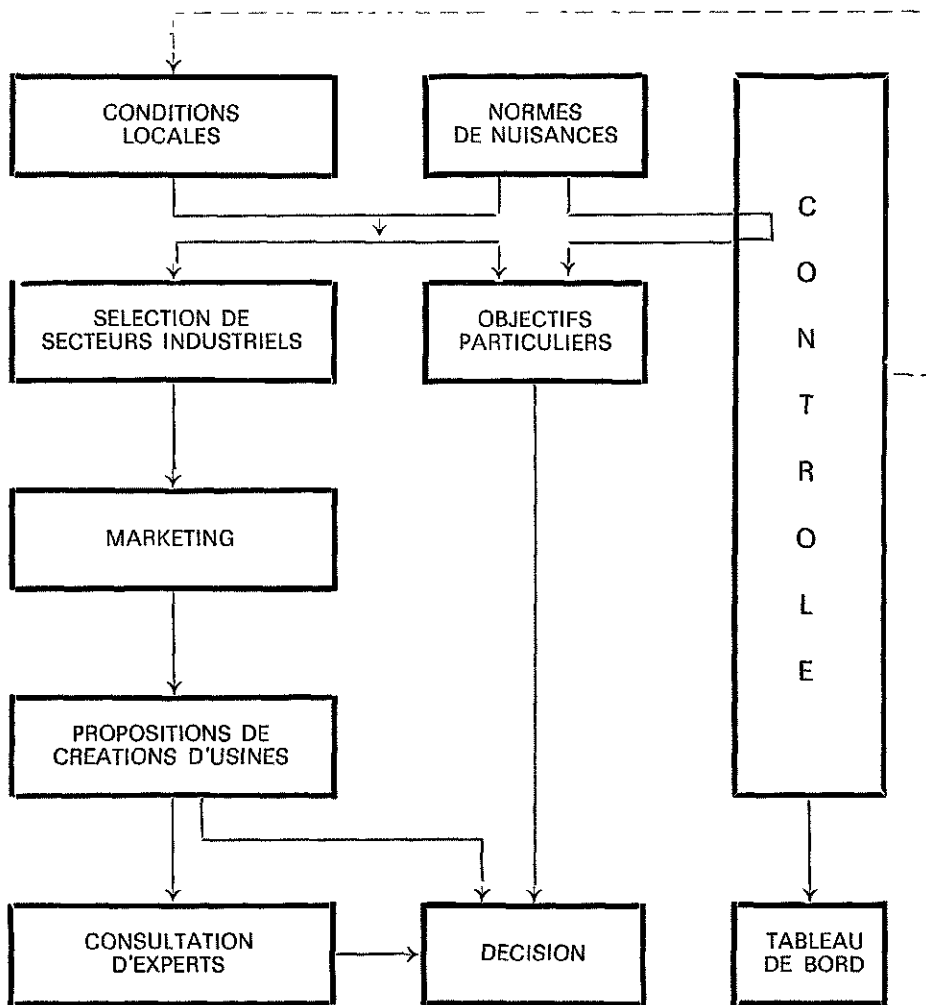 CONDITIONS
LOCALES
NORMES
DE NUISANCES
SELECTION DE
SECTEURS INDUSTRIELS
OBJECTIFS
PARTICULIERS
MARKETING
PROPOSITIONS DE
CREATIONS D'USINES
CONSULTATION
D'EXPERTS
DECISION
CONTROLE
TABLEAU
DE BORD